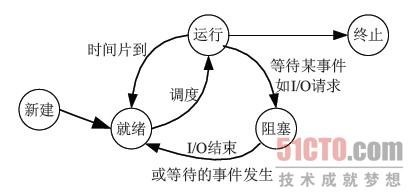 运行
终止
时间片到
等待某事件
如I/O请求
调度
新建
就绪
阻塞
I/O结束
或等待的事件发生
51CTO.com
技术成就梦想